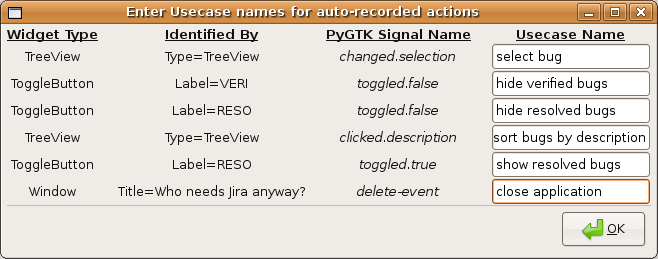 Enter Usecase names for auto-recorded actions
Widget Type Identified By PyGTK Signal Name Usecase Name
TreeView Type=TreeView changed.selection select bug
ToggleButton Label=VERI toggled.false hide verified bugs
ToggleButton Label=RESO toggled.false hide resolved bugs
TreeView Type=TreeView clicked.description sort bugs by description
ToggleButton Label=RESO toggled.true show resolved bugs
Window Title=Who needs Jira anyway? delete-event close application
OK